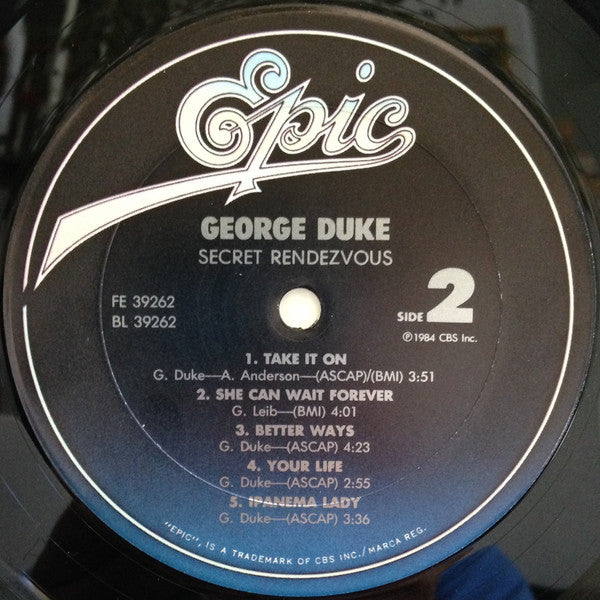 Epic
GEORGE DUKE
SECRET RENDEZVOUS
FE 39262
BL 39262
SIDE 2
℗1984 CBS Inc.
1. TAKE IT ON
G. Duke—A. Anderson—(ASCAP)/(BMI) 3:51
2. SHE CAN WAIT FOREVER
G. Leib—(BMI) 4:01
3. BETTER WAYS
G. Duke—(ASCAP) 4:23
4. YOUR LIFE
G. Duke—(ASCAP) 2:55
5. IPANEMA LADY
G. Duke—(ASCAP) 3:36
"EPIC", IS A TRADEMARK OF CBS INC./MARCA REG.